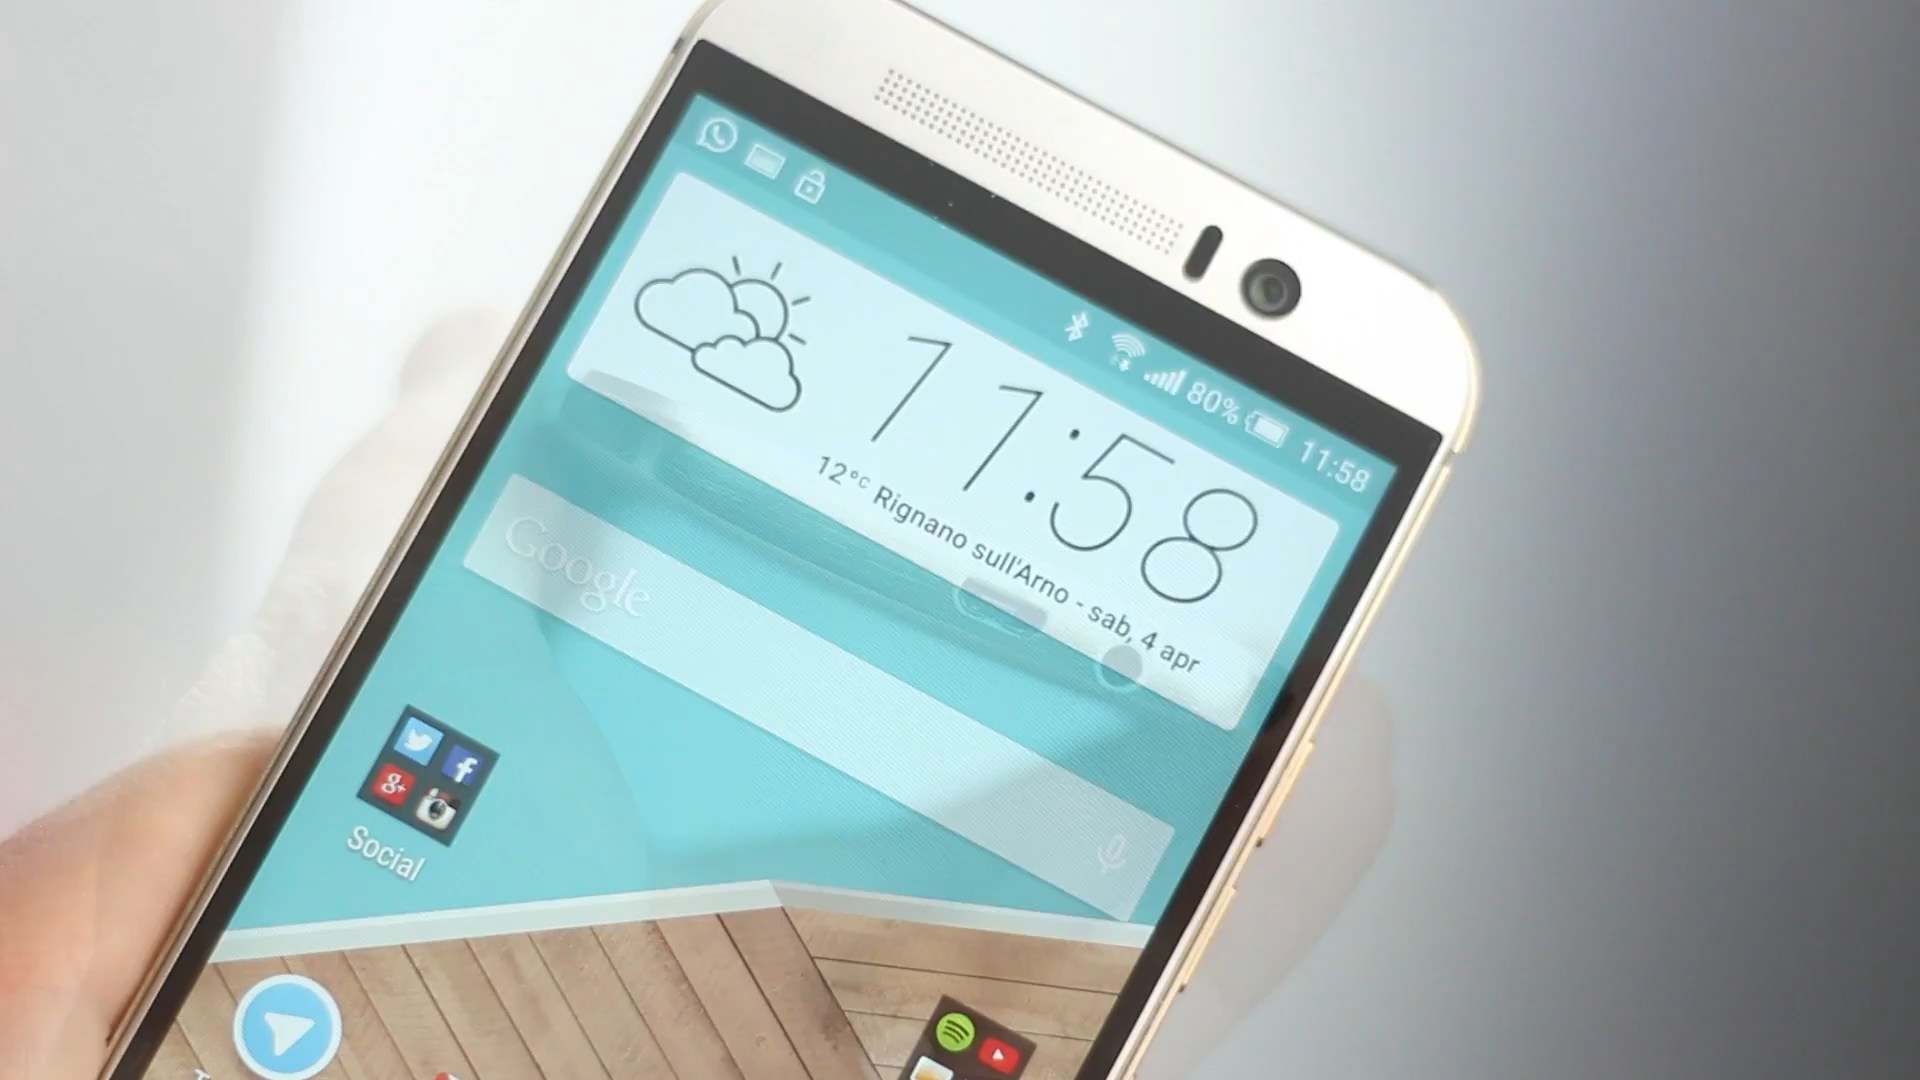 80% 11:58
11:58
12°C Rignano sull'Arno - sab, 4 apr
Google
f
g+
Social